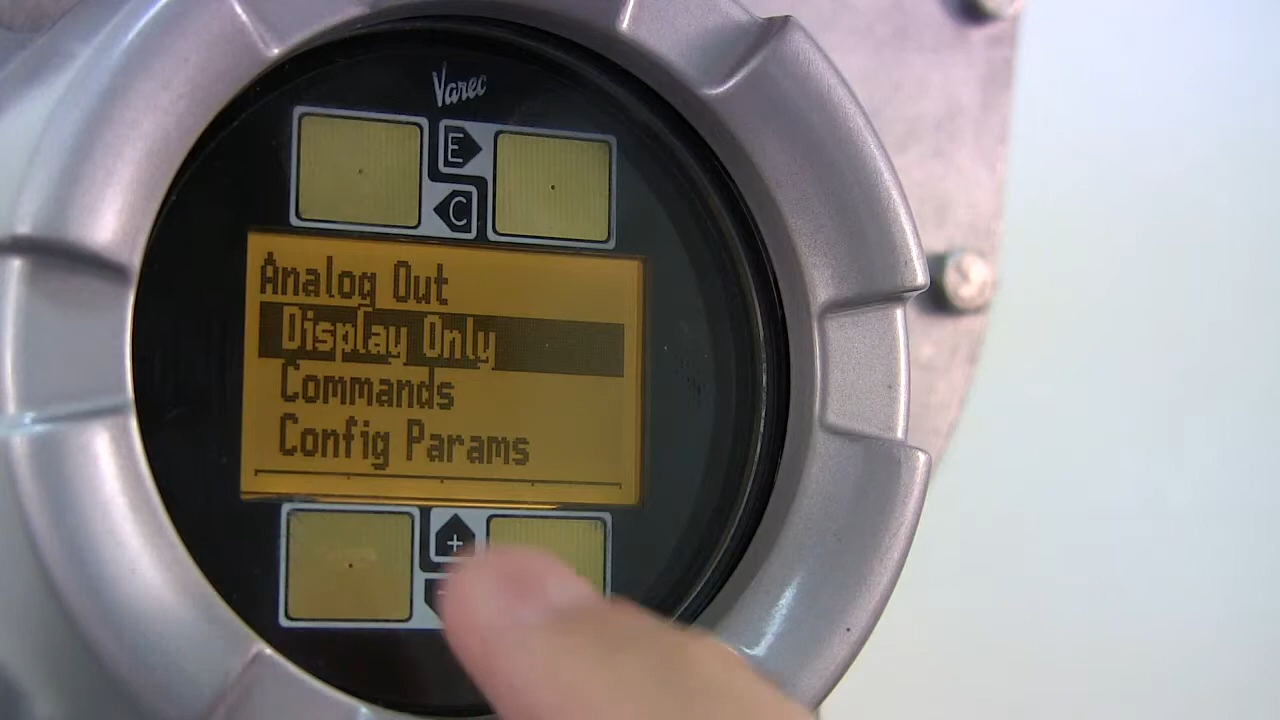 Varec
E
C
Analog Out
Display Only
Commands
Config Params
+